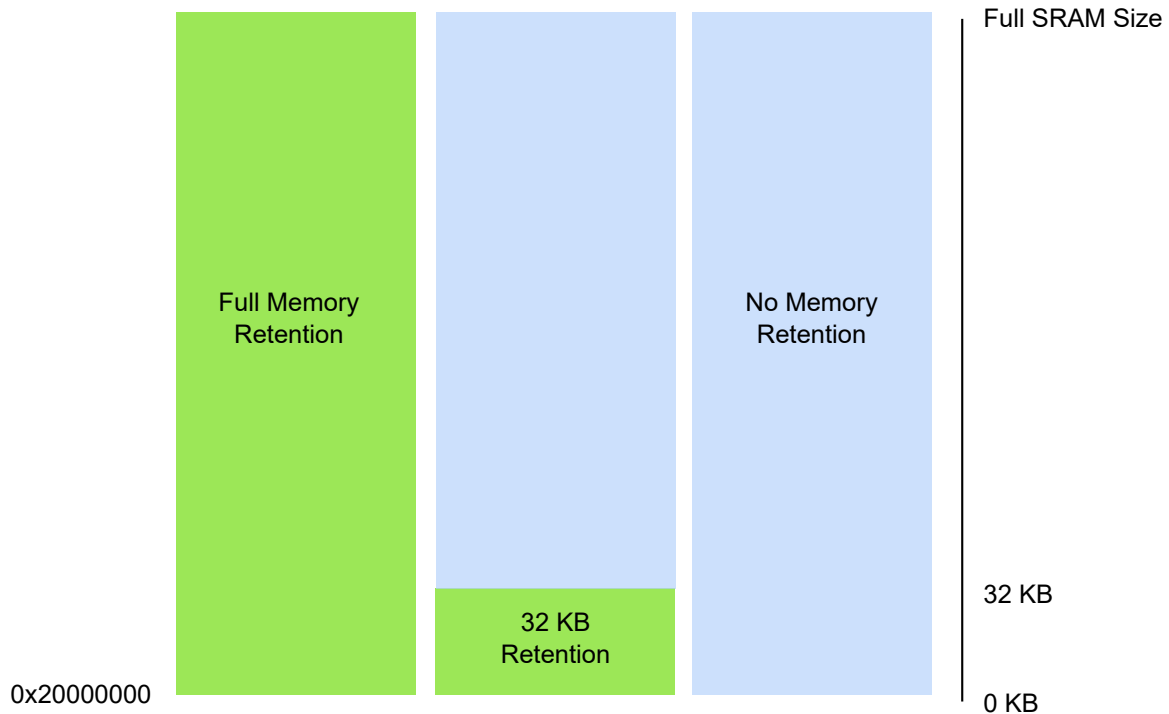 Full SRAM Size
Full Memory
Retention
No Memory
Retention
32 KB
32 KB
Retention
0x20000000
0 KB